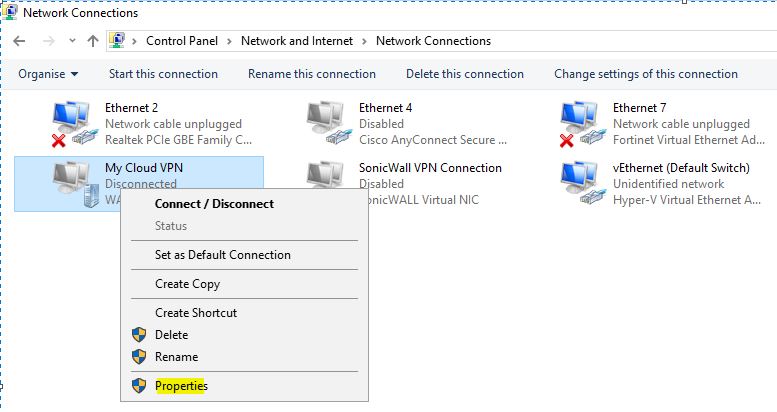 Network Connections
Control Panel > Network and Internet > Network Connections
Organise Start this connection Rename this connection Delete this connection Change settings of this connection
Ethernet 2
Network cable unplugged
Realtek PCIe GBE Family C...
Ethernet 4
Disabled
Cisco AnyConnect Secure ...
Ethernet 7
Network cable unplugged
Fortinet Virtual Ethernet Ad...
My Cloud VPN
Disconnected
SonicWall VPN Connection
Disabled
SonicWALL Virtual NIC
vEthernet (Default Switch)
Unidentified network
Hyper-V Virtual Ethernet A...
Connect / Disconnect
Status
Set as Default Connection
Create Copy
Create Shortcut
Delete
Rename
Properties